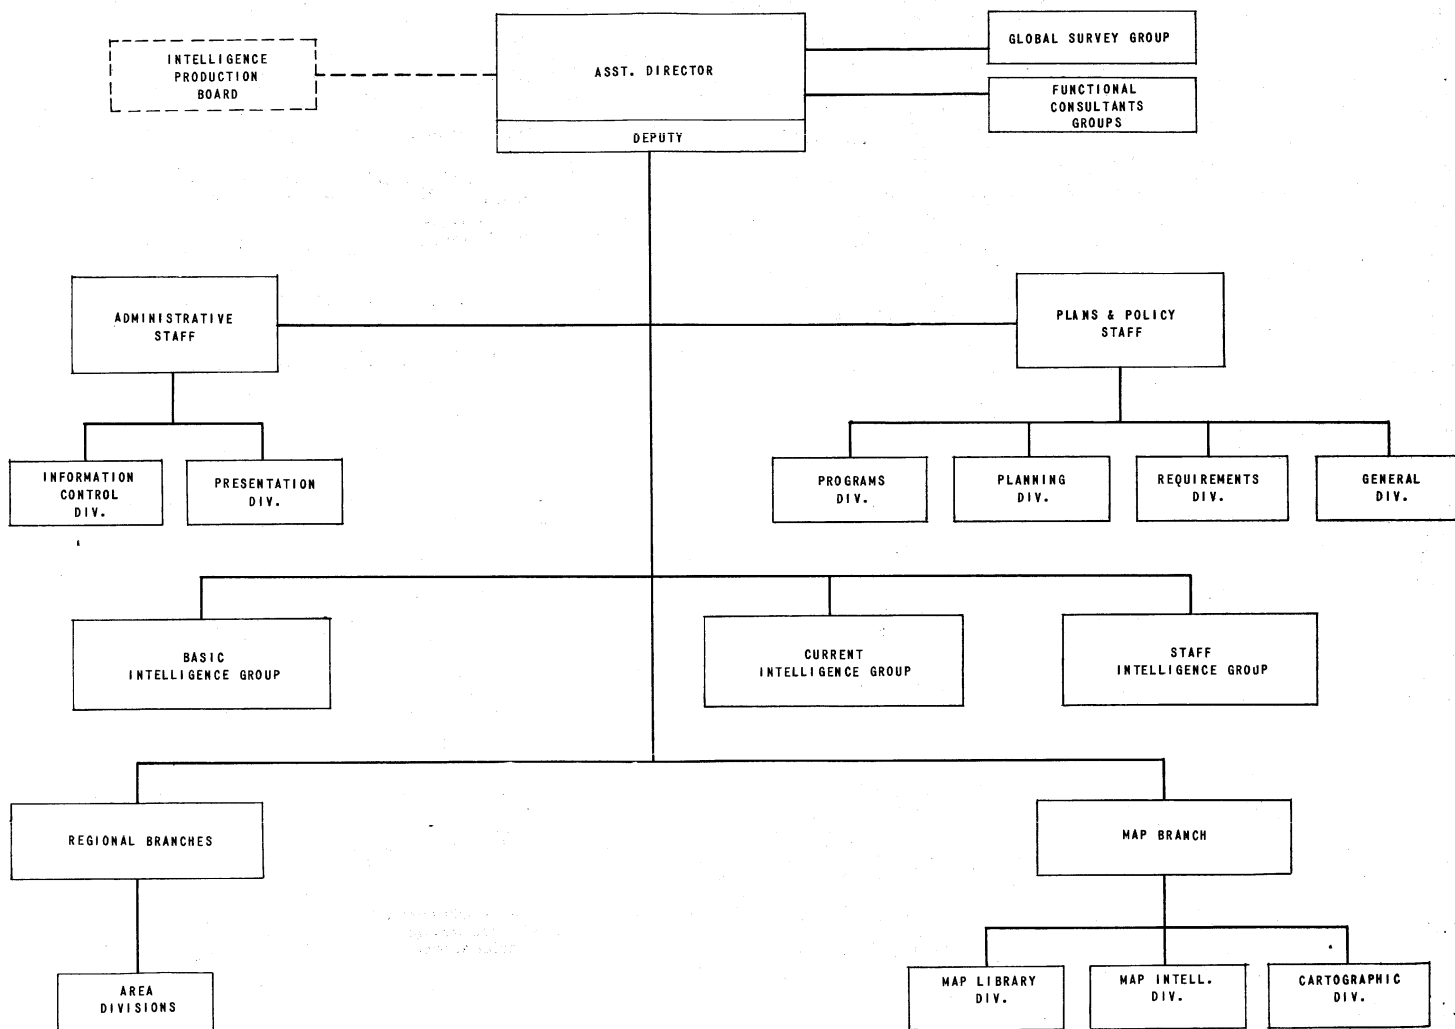 INTELLIGENCE
PRODUCTION
BOARD
ASST. DIRECTOR
DEPUTY
GLOBAL SURVEY GROUP
FUNCTIONAL
CONSULTANTS
GROUPS
ADMINISTRATIVE
STAFF
PLANS & POLICY
STAFF
INFORMATION
CONTROL
DIV.
PRESENTATION
DIV.
PROGRAMS
DIV.
PLANNING
DIV.
REQUIREMENTS
DIV.
GENERAL
DIV.
BASIC
INTELLIGENCE GROUP
CURRENT
INTELLIGENCE GROUP
STAFF
INTELLIGENCE GROUP
REGIONAL BRANCHES
MAP BRANCH
AREA
DIVISIONS
MAP LIBRARY
DIV.
MAP INTELL.
DIV.
CARTOGRAPHIC
DIV.